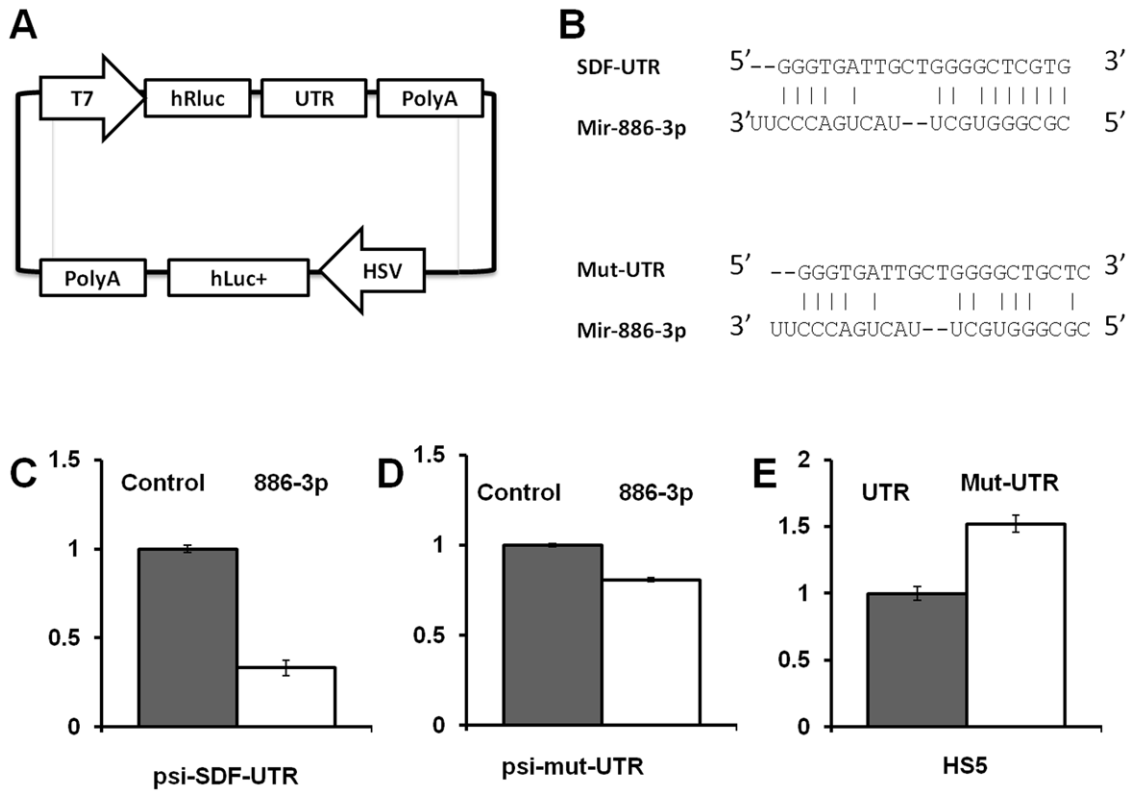 A
T7
hRluc
UTR
PolyA
PolyA
hLuc+
HSV
B
SDF-UTR 5’--GGGTGATTGCTGGGGCTCGTG 3’
Mir-886-3p 3’UUCCCAGUCAU--UCGUGGGCGC 5’
Mut-UTR 5’ --GGGTGATTGCTGGGGCTGCTC 3’
Mir-886-3p 3’ UUCCCAGUCAU--UCGUGGGCGC 5’
C
1.5
1
0.5
0
Control 886-3p
psi-SDF-UTR
D
1.5
1
0.5
0
Control 886-3p
psi-mut-UTR
E
2
1.5
1
0.5
0
UTR Mut-UTR
HS5